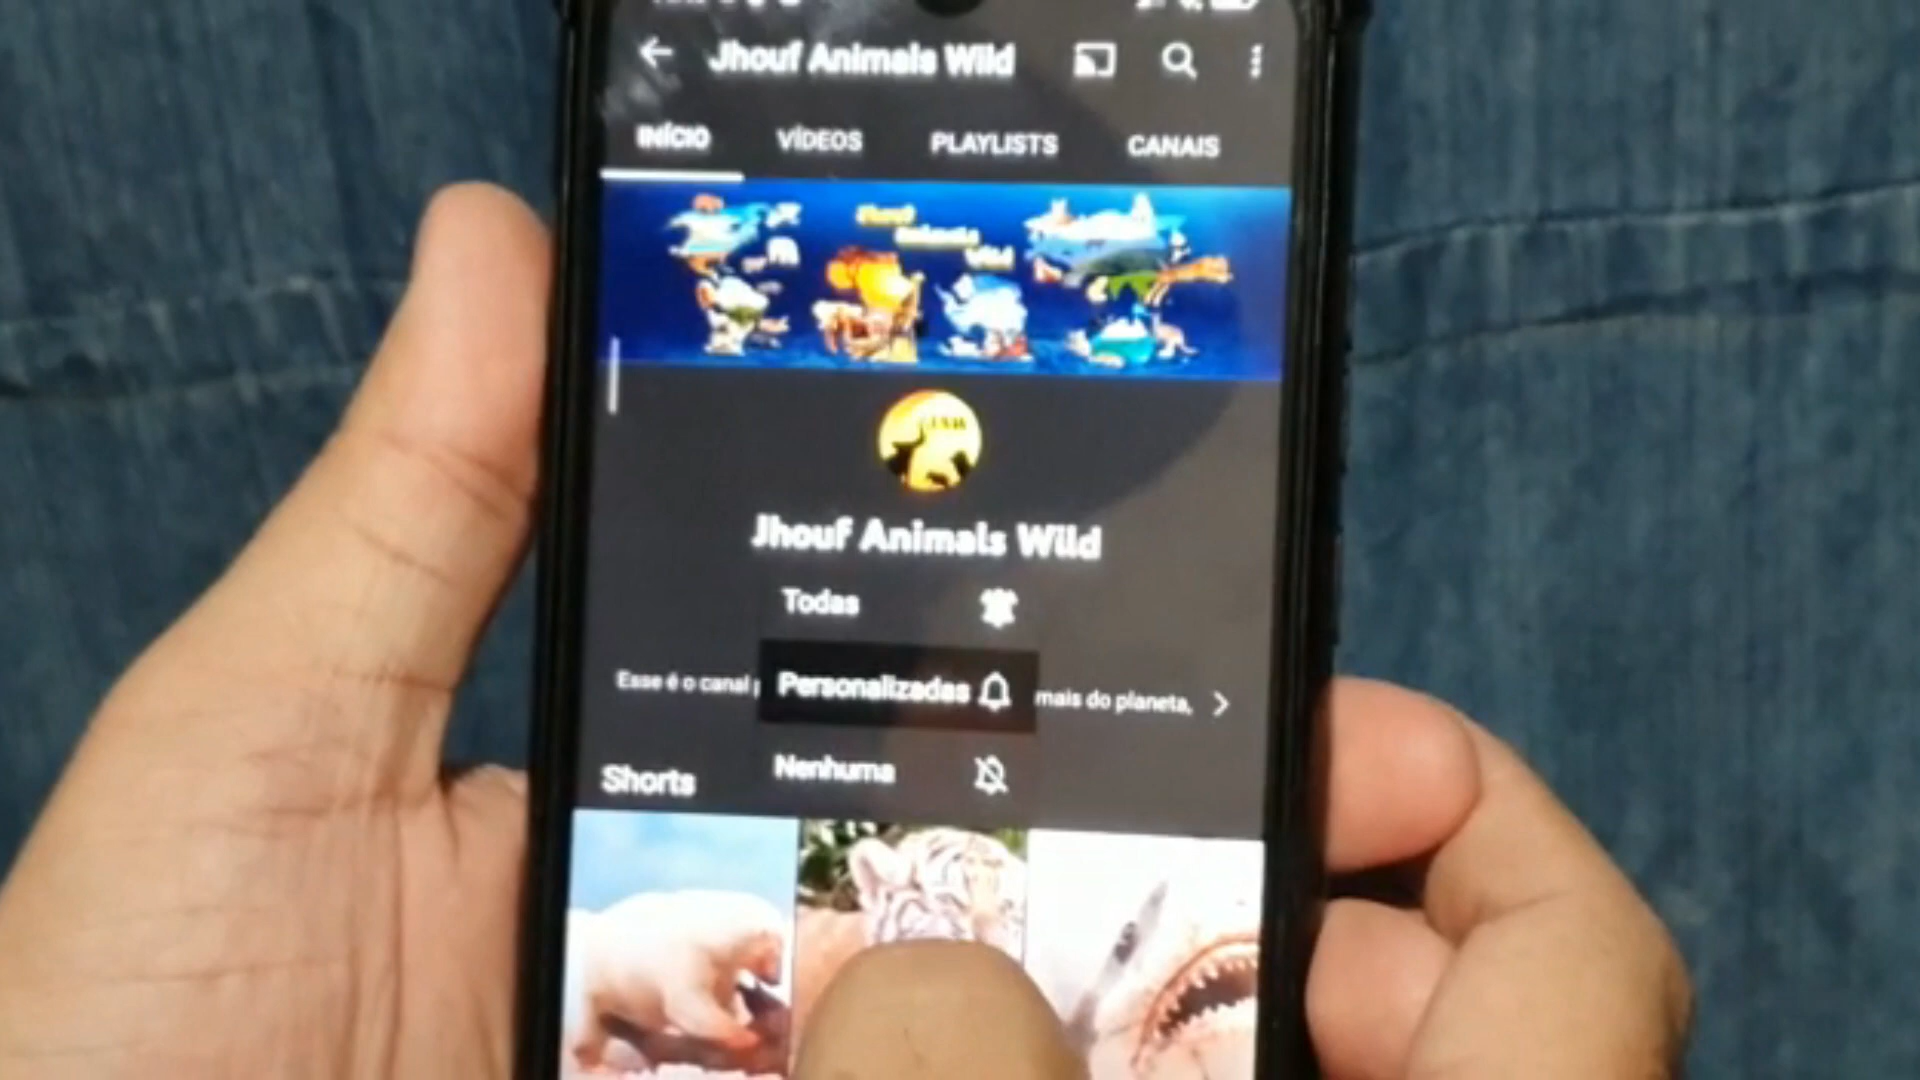 Jhouf Animals Wild
INÍCIO VÍDEOS PLAYLISTS CANAIS
Jhouf Animals Wild
Todas
Esse é o canal Personalizadas mais do planeta,
Nenhuma
Shorts